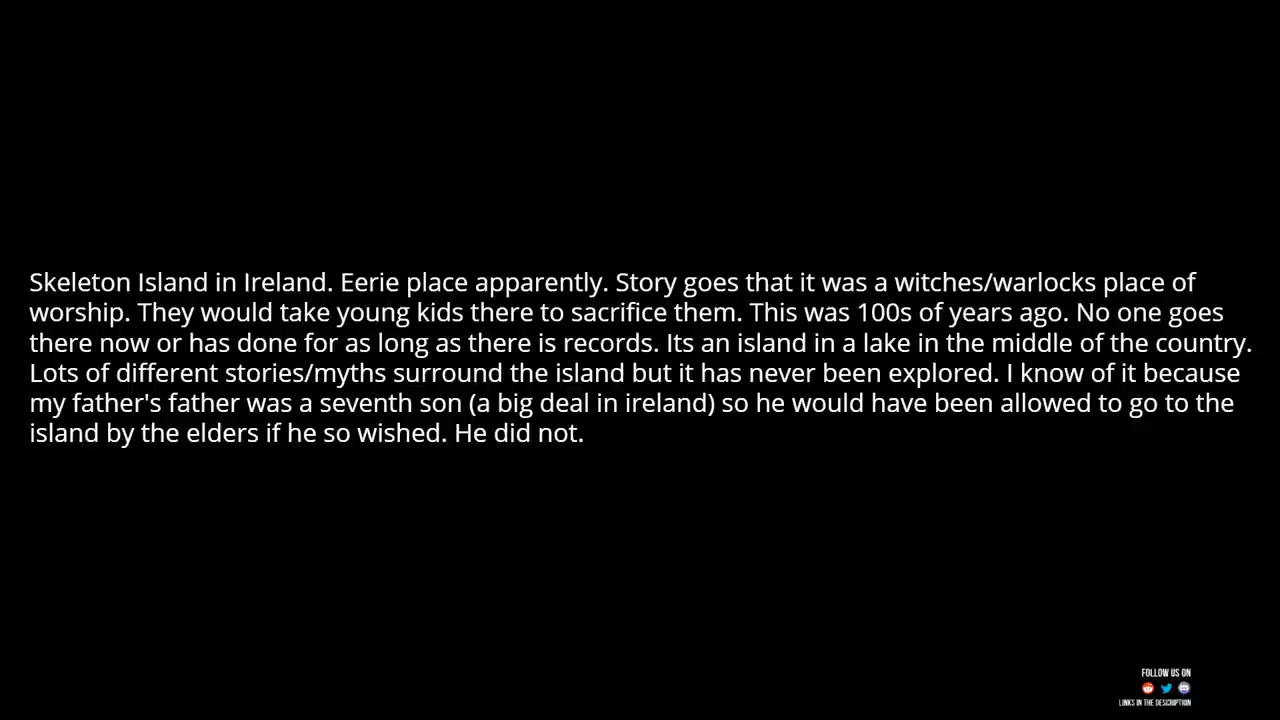 Skeleton Island in Ireland. Eerie place apparently. Story goes that it was a witches/warlocks place of
worship. They would take young kids there to sacrifice them. This was 100s of years ago. No one goes
there now or has done for as long as there is records. Its an island in a lake in the middle of the country.
Lots of different stories/myths surround the island but it has never been explored. I know of it because
my father's father was a seventh son (a big deal in ireland) so he would have been allowed to go to the
island by the elders if he so wished. He did not.
FOLLOW US ON
LINKS IN THE DESCRIPTION